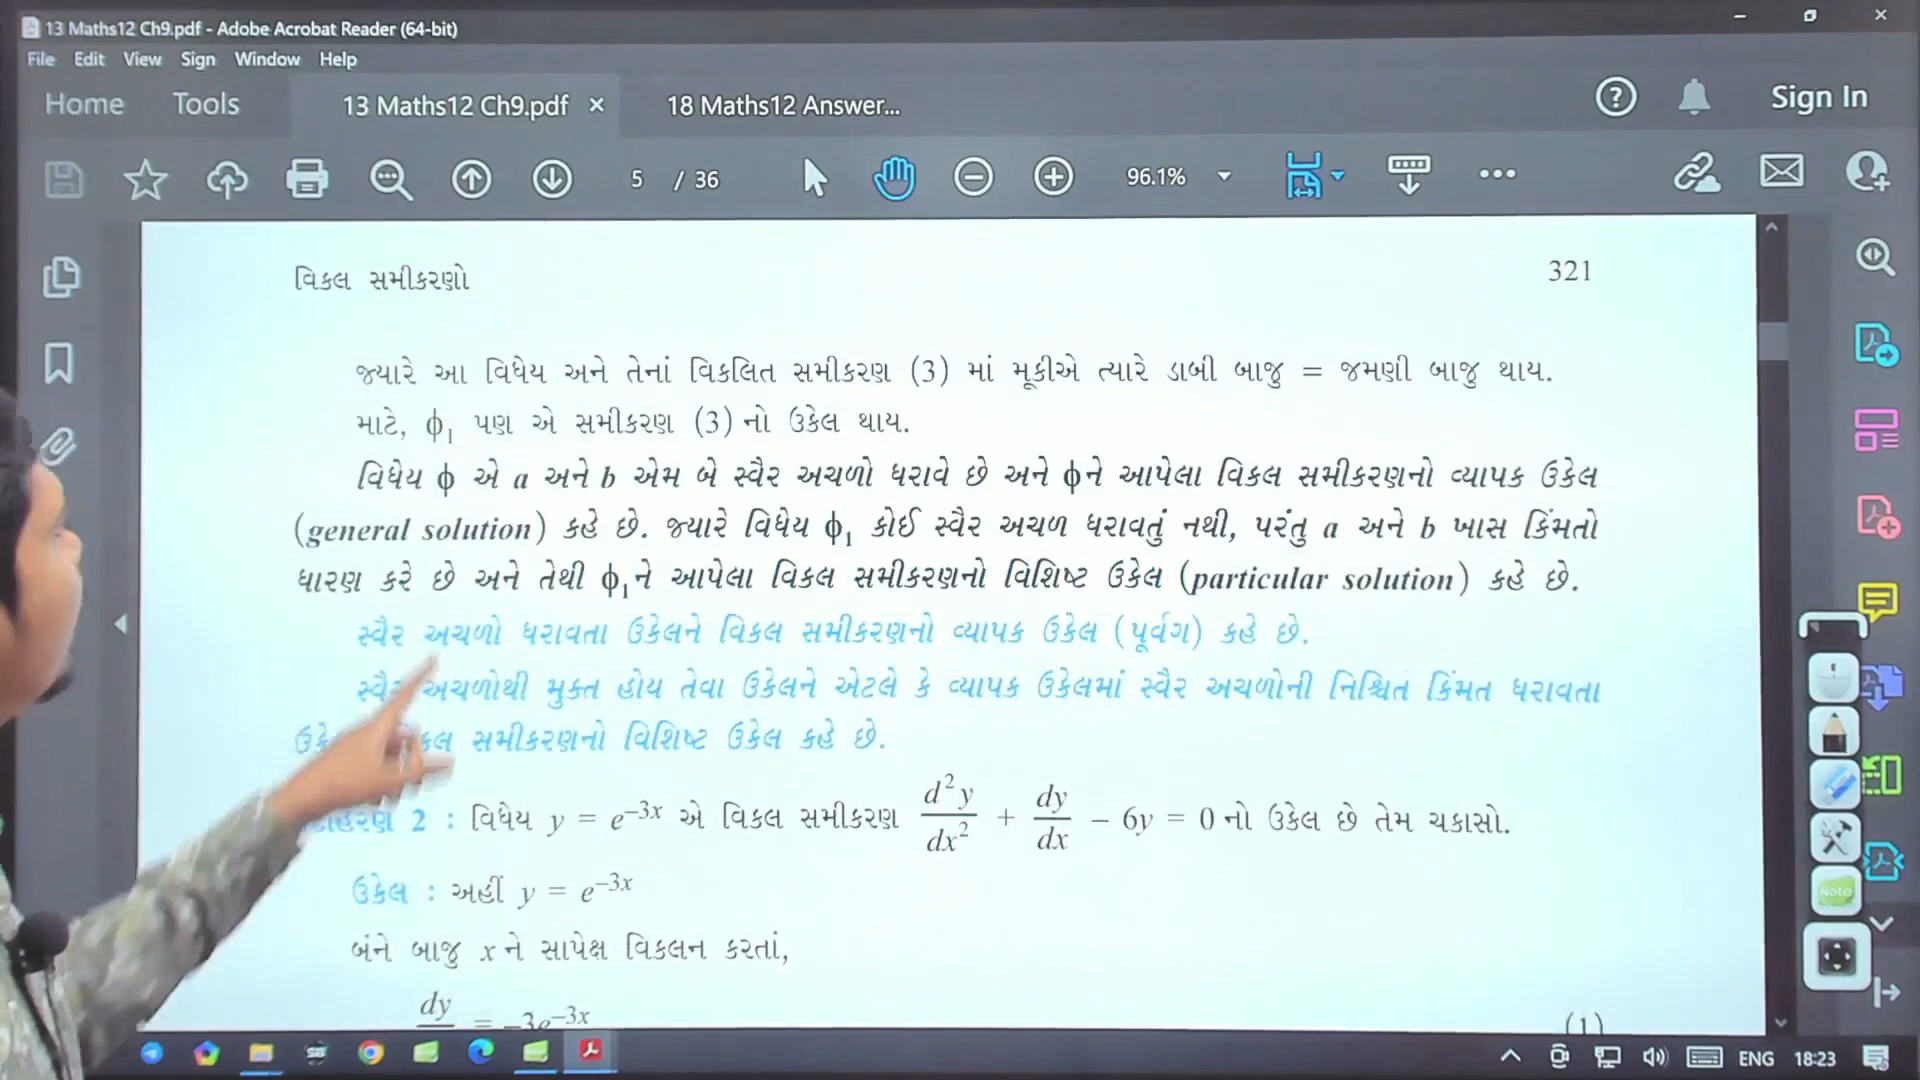 13 Maths12 Ch9.pdf - Adobe Acrobat Reader (64-bit)
File Edit View Sign Window Help
Home Tools 13 Maths12 Ch9.pdf × 18 Maths12 Answer... Sign In
5 / 36 96.1%
વિકલ સમીકરણો 321
જ્યારે આ વિધેય અને તેનાં વિકલિત સમીકરણ (3) માં મૂકીએ ત્યારે ડાબી બાજુ = જમણી બાજુ થાય.
માટે, ϕ₁ પણ એ સમીકરણ (3) નો ઉકેલ થાય.
વિધેય ϕ એ a અને b એમ બે સ્વૈર અચળો ધરાવે છે અને ϕને આપેલા વિકલ સમીકરણનો વ્યાપક ઉકેલ
(general solution) કહે છે. જ્યારે વિધેય ϕ₁ કોઈ સ્વૈર અચળ ધરાવતું નથી, પરંતુ a અને b ખાસ કિંમતો
ધારણ કરે છે અને તેથી ϕ₁ને આપેલા વિકલ સમીકરણનો વિશિષ્ટ ઉકેલ (particular solution) કહે છે.
સ્વૈર અચળો ધરાવતા ઉકેલને વિકલ સમીકરણનો વ્યાપક ઉકેલ (પૂર્વગ) કહે છે.
સ્વૈર અચળોથી મુક્ત હોય તેવા ઉકેલને એટલે કે વ્યાપક ઉકેલમાં સ્વૈર અચળોની નિશ્ચિત કિંમત ધરાવતા
સમીકરણનો વિશિષ્ટ ઉકેલ કહે છે.
2 : વિધેય y = e⁻³ˣ એ વિકલ સમીકરણ d²y/dx² + dy/dx − 6y = 0 નો ઉકેલ છે તેમ ચકાસો.
ઉકેલ : અહીં y = e⁻³ˣ
બંને બાજુ x ને સાપેક્ષ વિકલન કરતાં,
dy = −3e⁻³ˣ (1)
Note
ENG 18:23